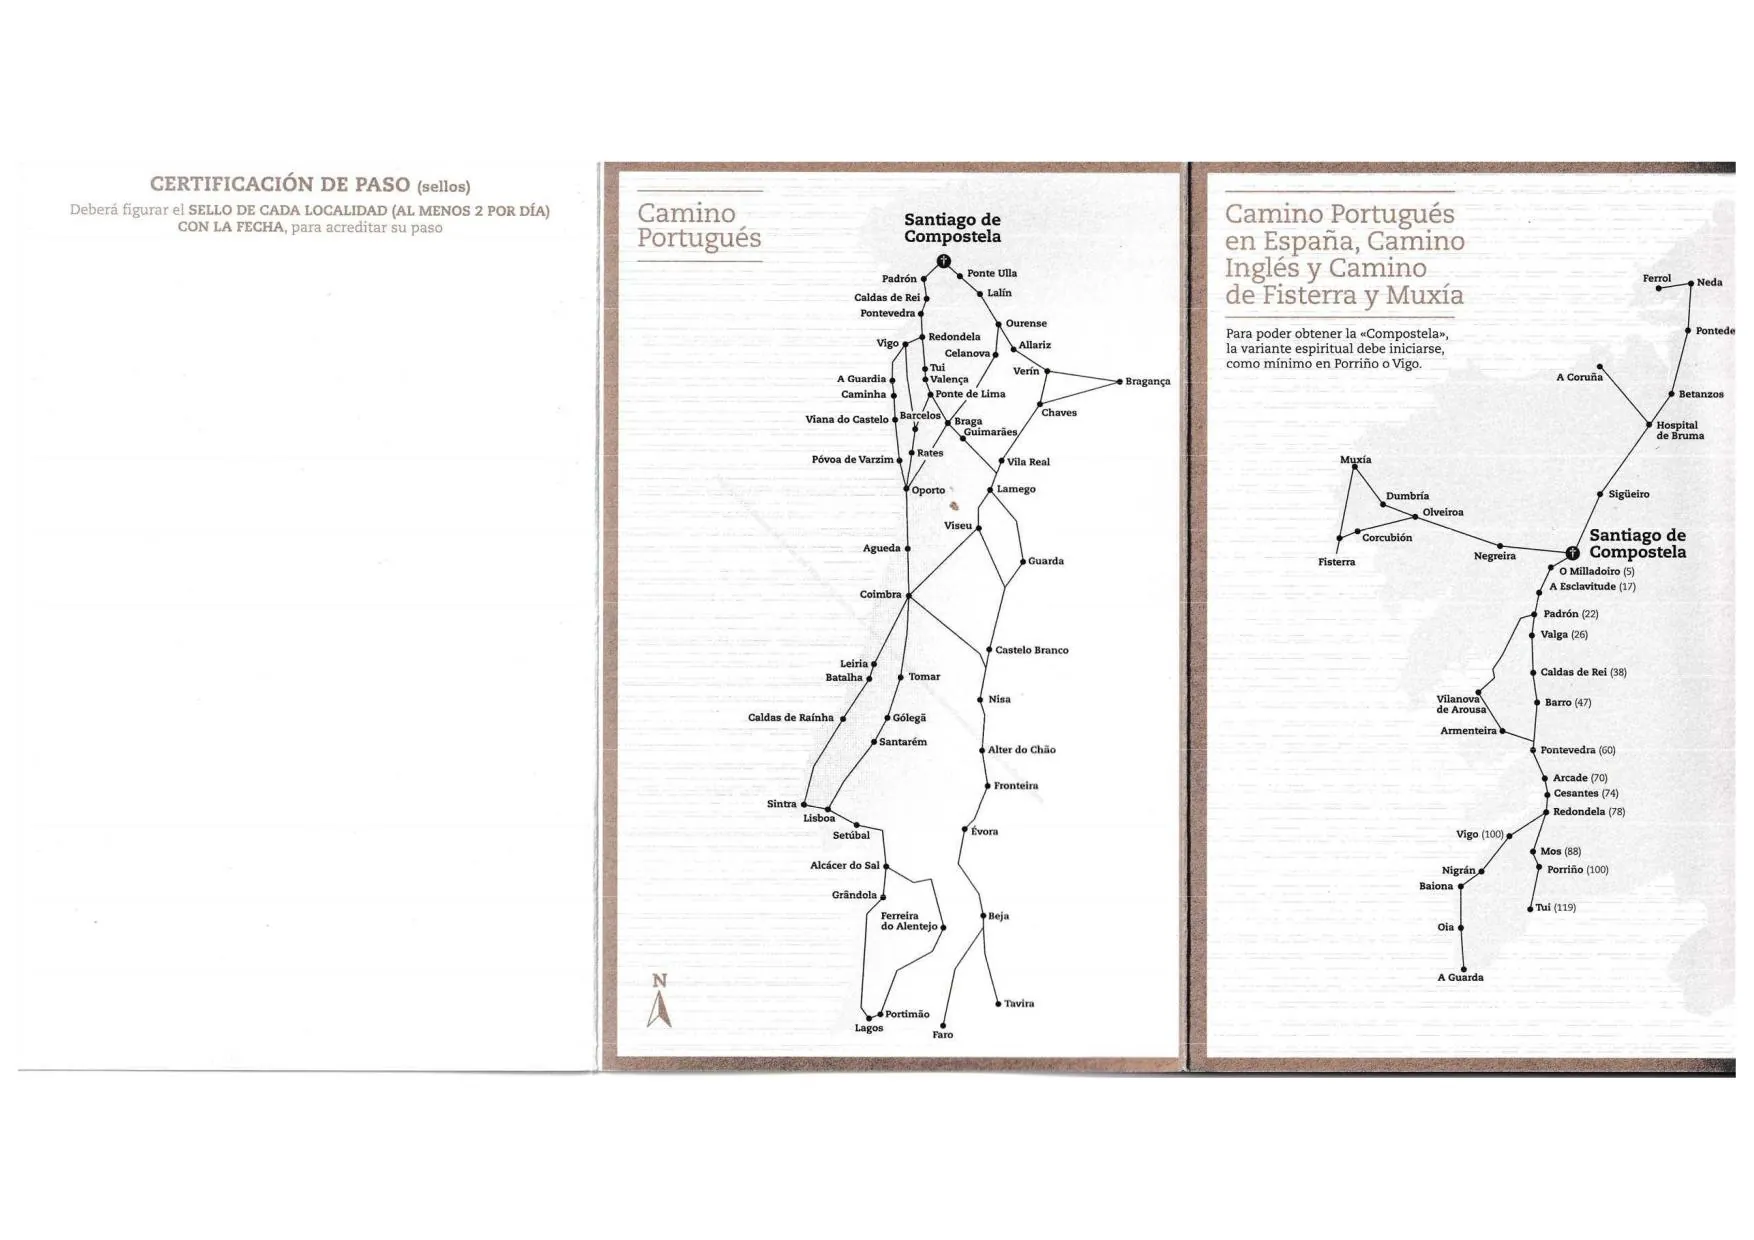 CERTIFICACIÓN DE PASO (sellos)
Deberá figurar el SELLO DE CADA LOCALIDAD (AL MENOS 2 POR DÍA)
CON LA FECHA, para acreditar su paso
Camino
Portugués
Santiago de
Compostela
Padrón
Ponte Ulla
Caldas de Rei
Lalín
Pontevedra
Ourense
Redondela
Vigo
Allariz
Celanova
Tui
Verín
A Guardia
Valença
Bragança
Caminha
Ponte de Lima
Chaves
Viana do Castelo
Barcelos
Braga
Guimarães
Rates
Póvoa de Varzim
Vila Real
Oporto
Lamego
Viseu
Agueda
Guarda
Coimbra
Castelo Branco
Leiria
Batalha
Tomar
Nisa
Caldas de Raínha
Gólegã
Santarém
Alter do Chão
Fronteira
Sintra
Lisboa
Setúbal
Évora
Alcácer do Sal
Grândola
Ferreira
do Alentejo
Beja
N
Tavira
Portimão
Lagos
Faro
Camino Portugués
en España, Camino
Inglés y Camino
de Fisterra y Muxía
Para poder obtener la «Compostela»,
la variante espiritual debe iniciarse,
como mínimo en Porriño o Vigo.
Ferrol
Neda
Pontede
A Coruña
Betanzos
Hospital
de Bruma
Muxía
Dumbría
Sigüeiro
Olveiroa
Corcubión
Fisterra
Negreira
Santiago de
Compostela
O Milladoiro (5)
A Esclavitude (17)
Padrón (22)
Valga (26)
Caldas de Rei (38)
Vilanova
de Arousa
Barro (47)
Armenteira
Pontevedra (60)
Arcade (70)
Cesantes (74)
Redondela (78)
Vigo (100)
Mos (88)
Nigrán
Porriño (100)
Baiona
Tui (119)
Oia
A Guarda